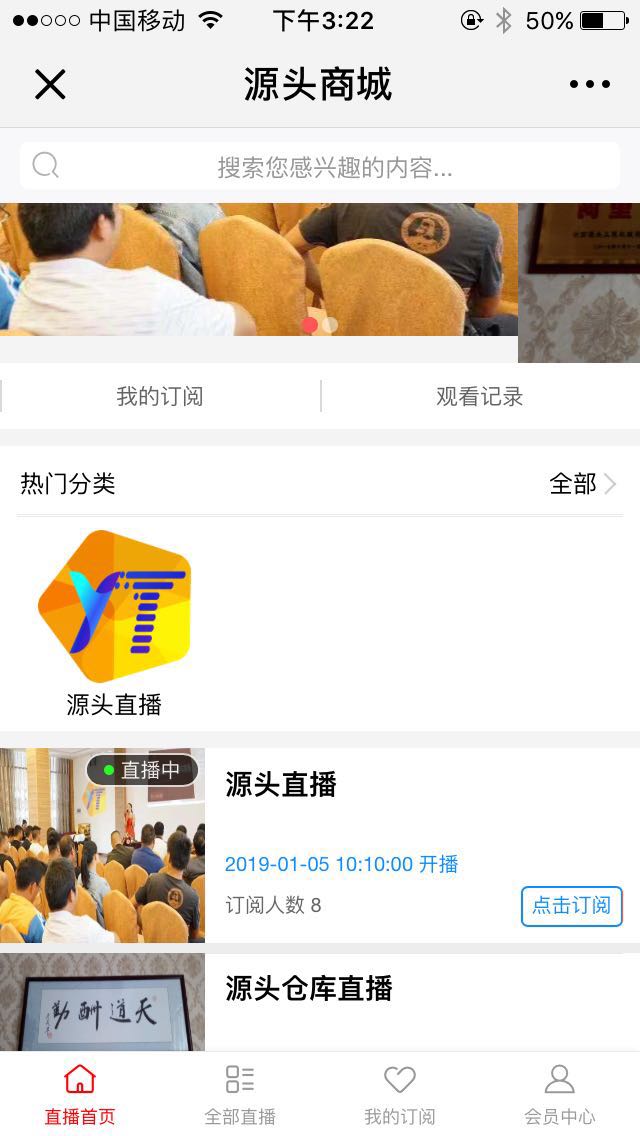 中国移动 下午3:22 50%
源头商城
搜索您感兴趣的内容...
我的订阅 观看记录
热门分类 全部
YT
源头直播
直播中
源头直播
2019-01-05 10:10:00 开播
订阅人数 8
点击订阅
天道酬勤
源头仓库直播
直播首页 全部直播 我的订阅 会员中心